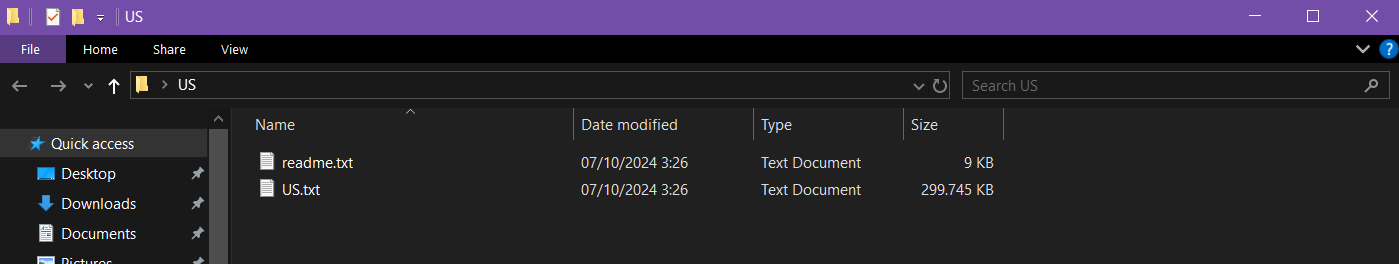 US
File Home Share View
US Search US
Name Date modified Type Size
Quick access
readme.txt 07/10/2024 3:26 Text Document 9 KB
Desktop
US.txt 07/10/2024 3:26 Text Document 299.745 KB
Downloads
Documents
Pictures